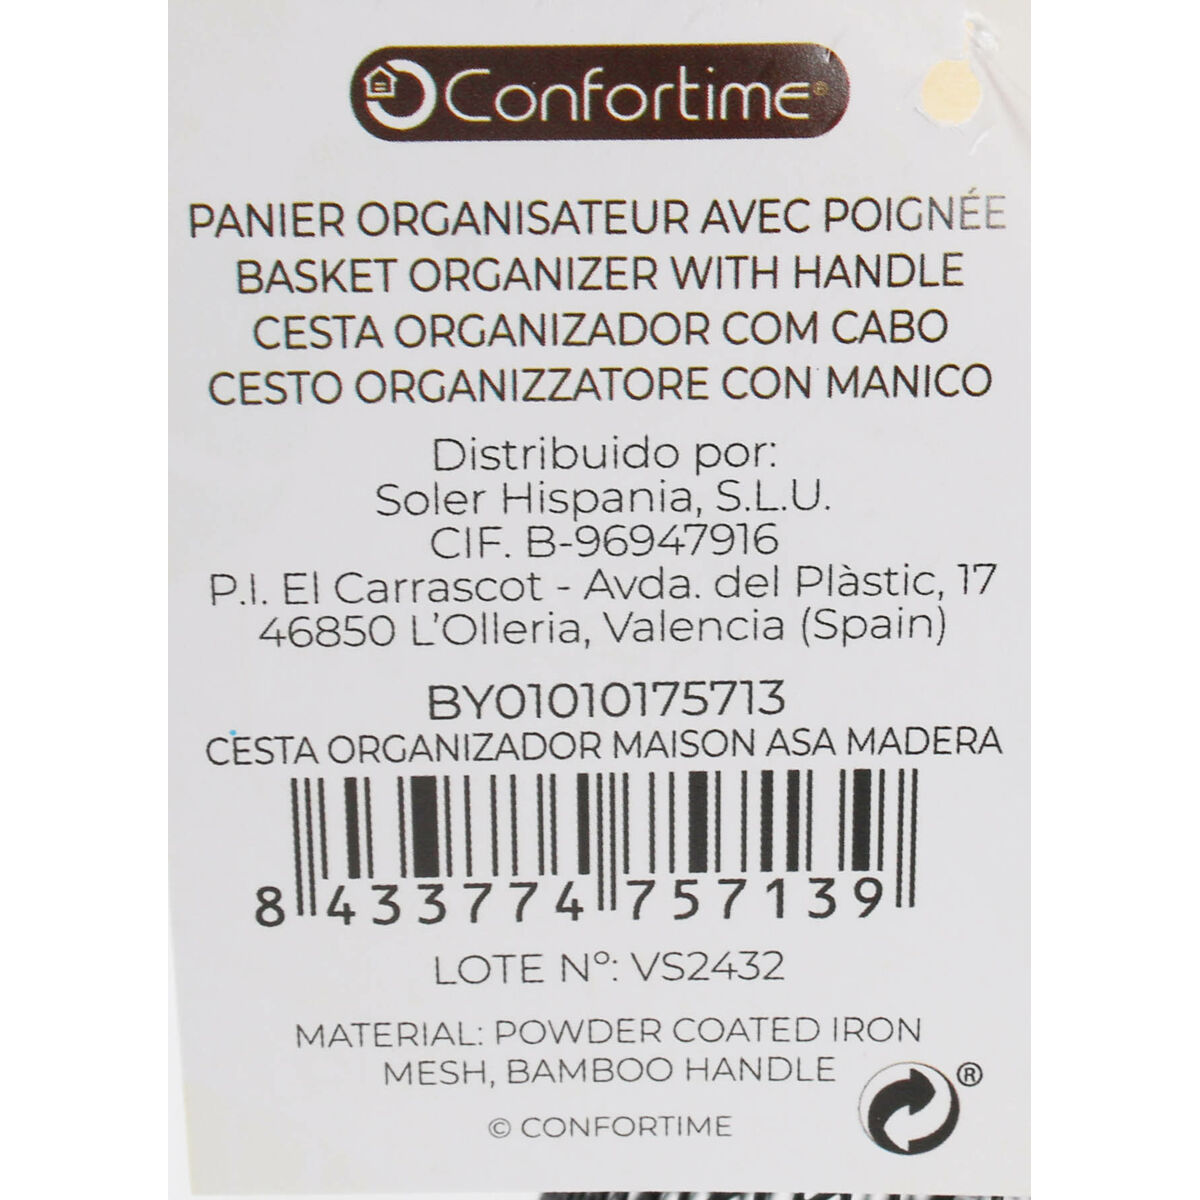 Confortime®
PANIER ORGANISATEUR AVEC POIGNÉE
BASKET ORGANIZER WITH HANDLE
CESTA ORGANIZADOR COM CABO
CESTO ORGANIZZATORE CON MANICO
Distribuido por:
Soler Hispania, S.L.U.
CIF. B-96947916
P.I. El Carrascot - Avda. del Plàstic, 17
46850 L'Olleria, Valencia (Spain)
BY01010175713
CESTA ORGANIZADOR MAISON ASA MADERA
8 433774 757139
LOTE Nº: VS2432
MATERIAL: POWDER COATED IRON
MESH, BAMBOO HANDLE
®
© CONFORTIME